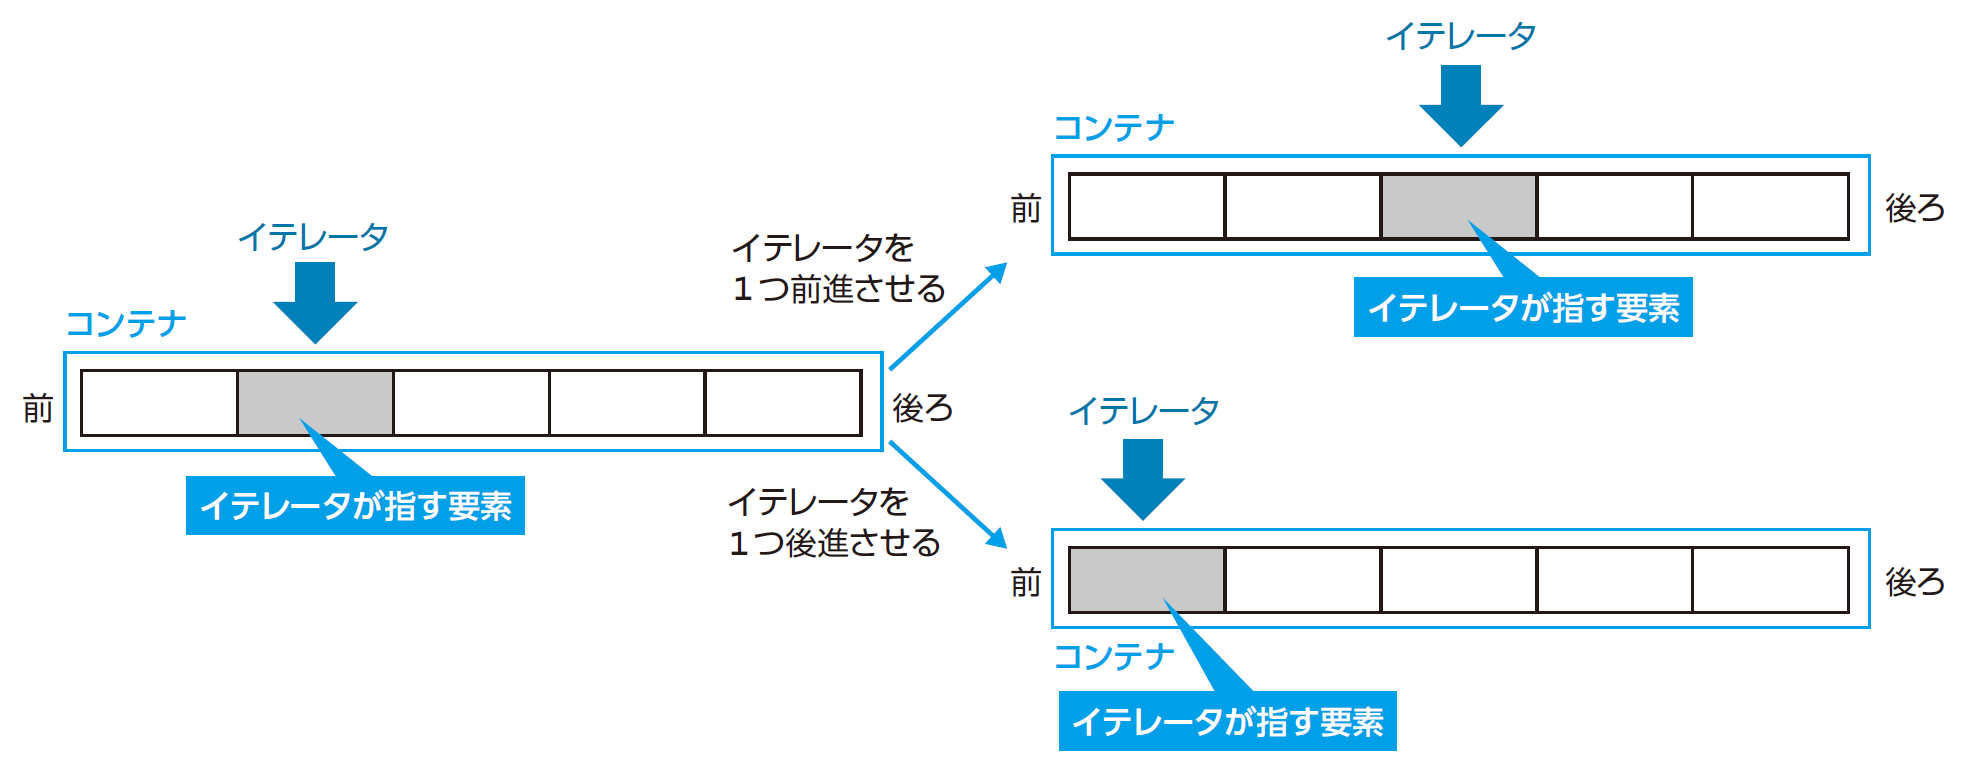 イテレータ
コンテナ
前
後ろ
イテレータが指す要素
イテレータを
１つ前進させる
イテレータを
１つ後進させる
イテレータ
コンテナ
前
後ろ
イテレータが指す要素
イテレータ
前
後ろ
コンテナ
イテレータが指す要素